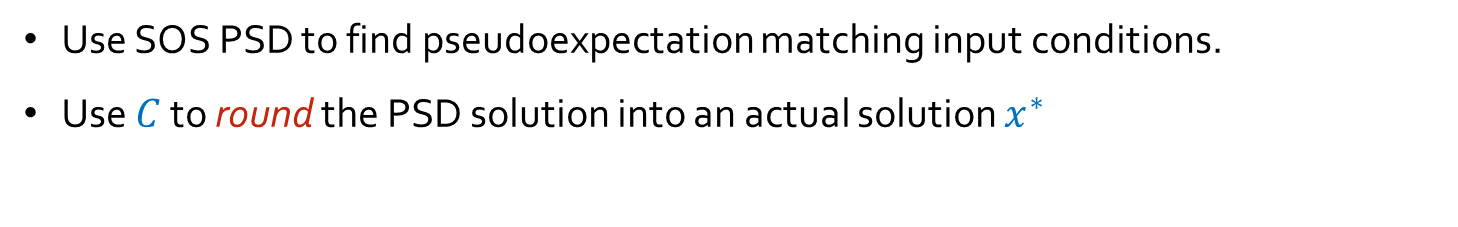 • Use SOS PSD to find pseudoexpectation matching input conditions.
• Use C to round the PSD solution into an actual solution x*